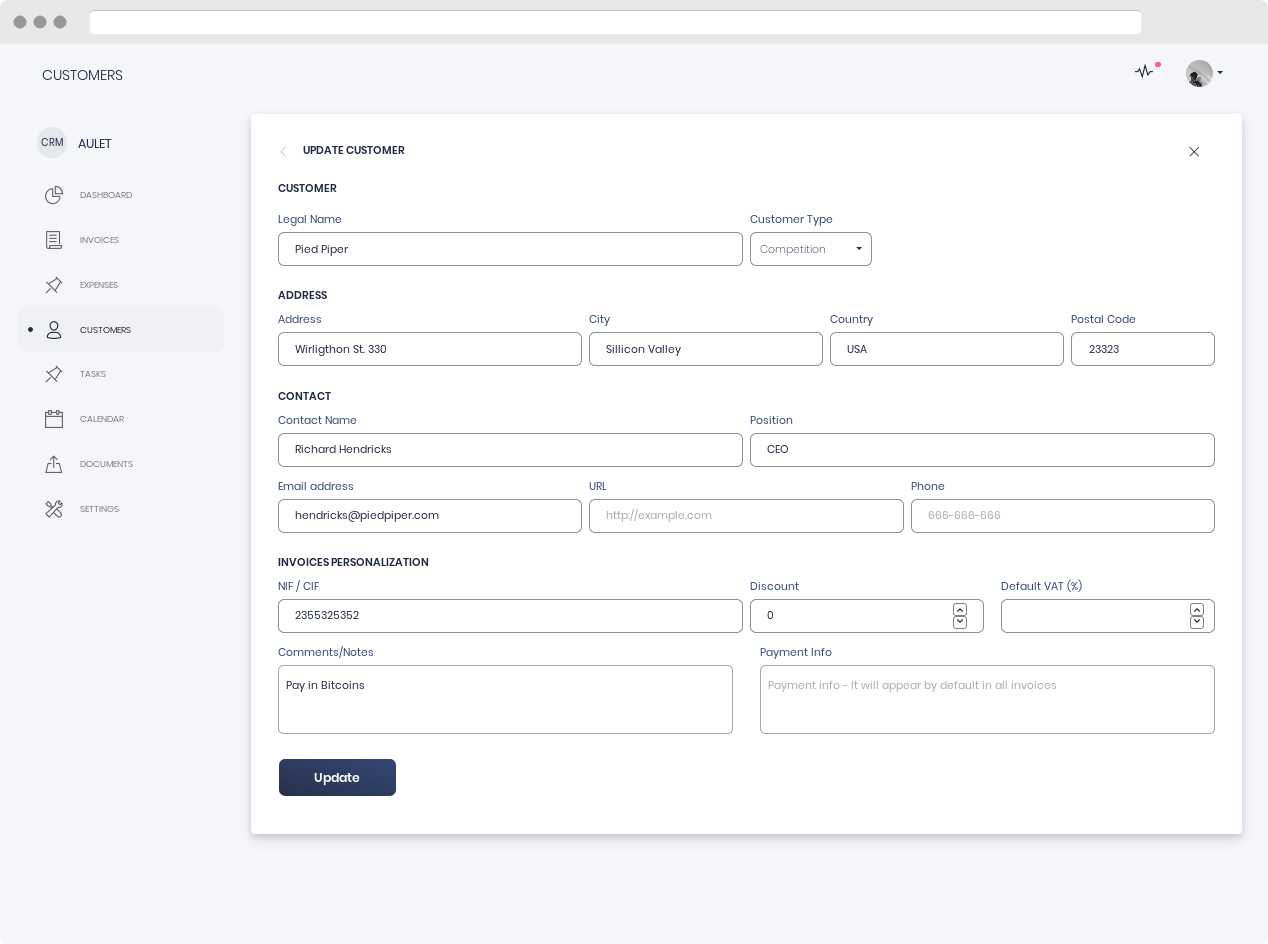 CUSTOMERS
CRM AULET
DASHBOARD
INVOICES
EXPENSES
CUSTOMERS
TASKS
CALENDAR
DOCUMENTS
SETTINGS
UPDATE CUSTOMER
CUSTOMER
Legal Name Customer Type
Pied Piper Competition
ADDRESS
Address City Country Postal Code
Wirligthon St. 330 Sillicon Valley USA 23323
CONTACT
Contact Name Position
Richard Hendricks CEO
Email address URL Phone
hendricks@piedpiper.com http://example.com 666-666-666
INVOICES PERSONALIZATION
NIF / CIF Discount Default VAT (%)
2355325352 0
Comments/Notes Payment Info
Pay in Bitcoins Payment info - It will appear by default in all invoices
Update